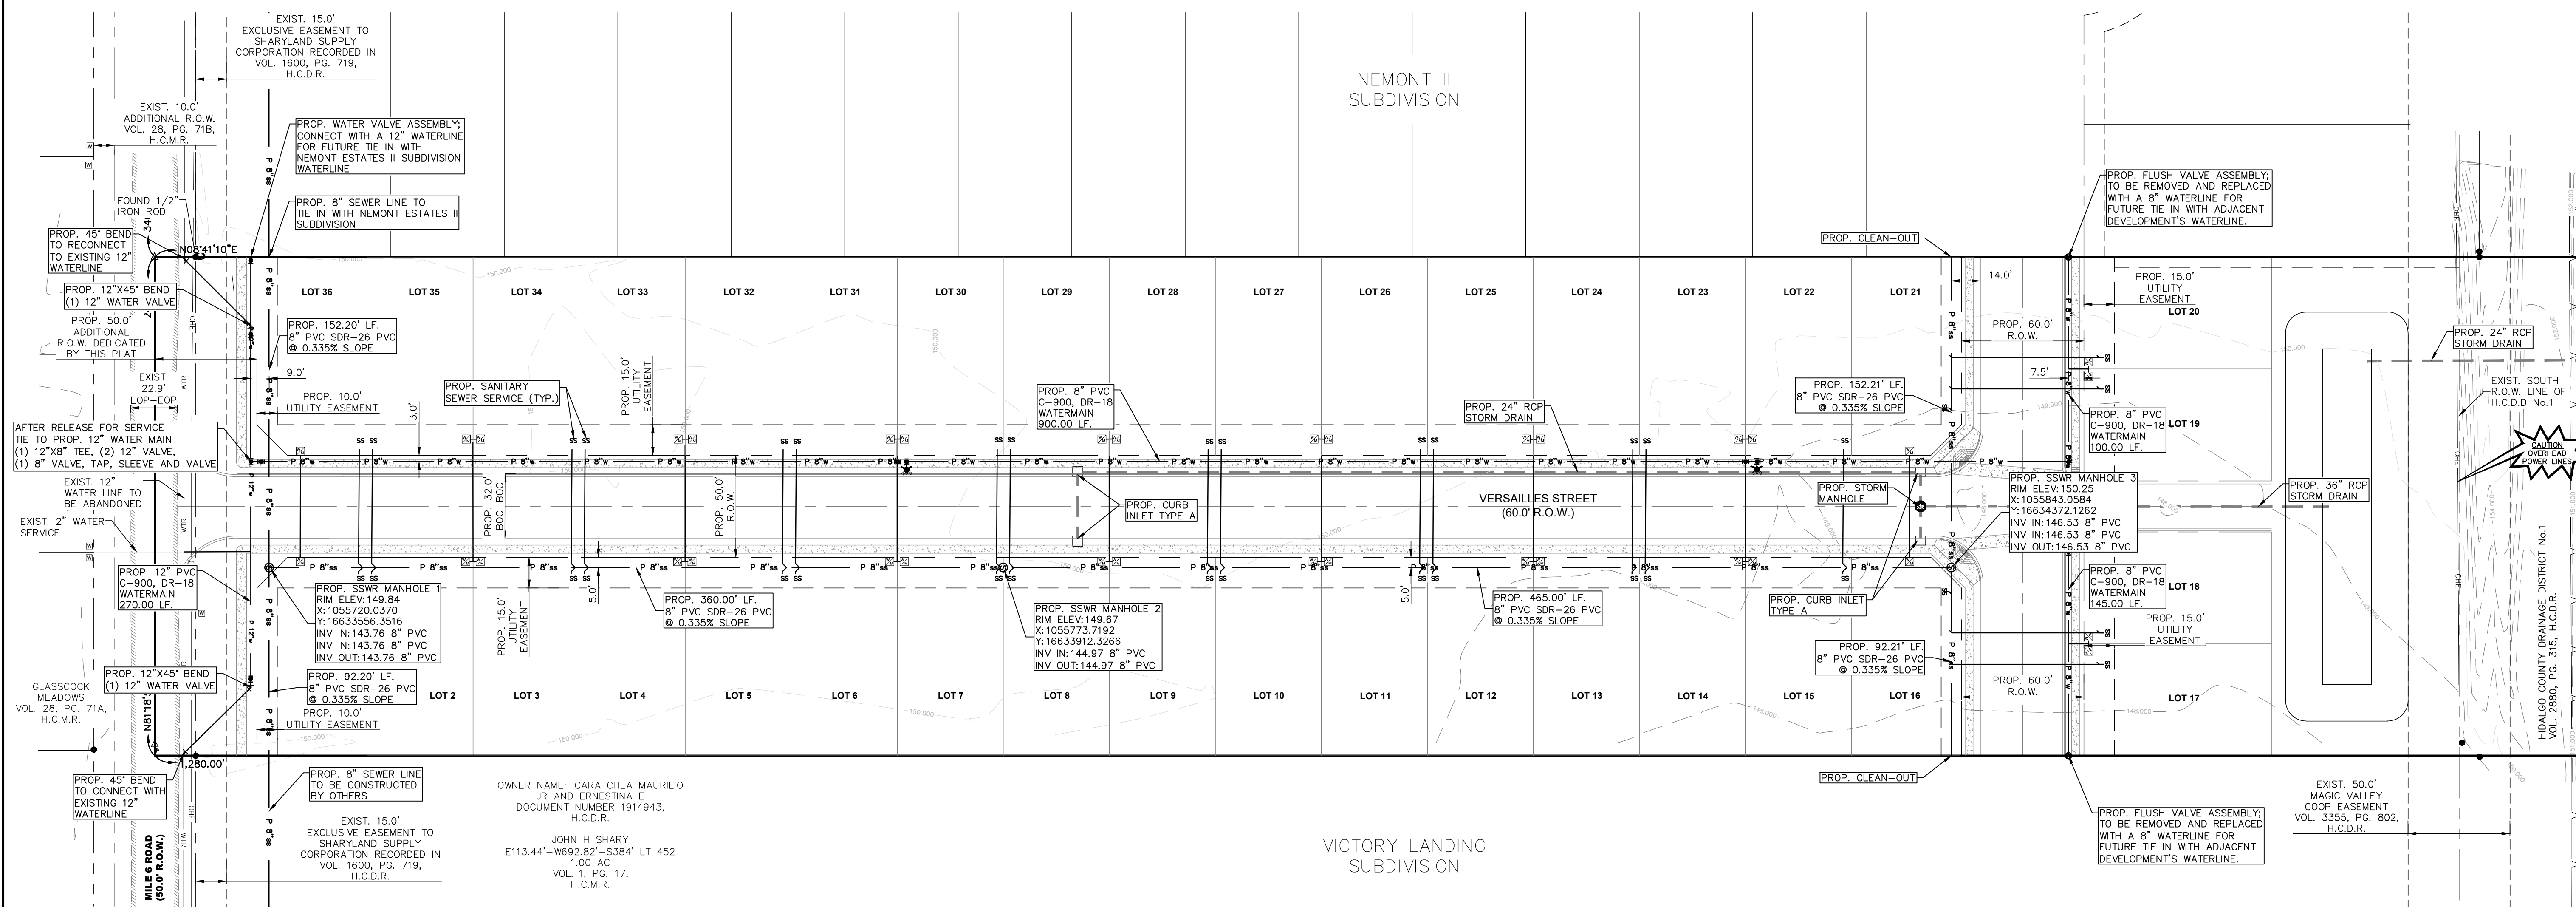 EXIST. 15.0'
EXCLUSIVE EASEMENT TO
SHARYLAND SUPPLY
CORPORATION RECORDED IN
VOL. 1600, PG. 719,
H.C.D.R.
EXIST. 10.0'
ADDITIONAL R.O.W.
VOL. 28, PG. 71B,
H.C.M.R.
NEMONT II
SUBDIVISION
PROP. WATER VALVE ASSEMBLY;
CONNECT WITH A 12" WATERLINE
FOR FUTURE TIE IN WITH
NEMONT ESTATES II SUBDIVISION
WATERLINE
PROP. 8" SEWER LINE TO
TIE IN WITH NEMONT ESTATES II
SUBDIVISION
FOUND 1/2"
IRON ROD
PROP. 45° BEND
TO RECONNECT
TO EXISTING 12"
WATERLINE
N08°41'10"E
PROP. FLUSH VALVE ASSEMBLY;
TO BE REMOVED AND REPLACED
WITH A 8" WATERLINE FOR
FUTURE TIE IN WITH ADJACENT
DEVELOPMENT'S WATERLINE.
PROP. CLEAN-OUT
14.0'
PROP. 12"X45° BEND
(1) 12" WATER VALVE
PROP. 50.0'
ADDITIONAL
R.O.W. DEDICATED
BY THIS PLAT
EXIST.
22.9'
EOP-EOP
LOT 36
LOT 35
LOT 34
LOT 33
LOT 32
LOT 31
LOT 30
LOT 29
LOT 28
LOT 27
LOT 26
LOT 25
LOT 24
LOT 23
LOT 22
LOT 21
PROP. 15.0'
UTILITY
EASEMENT
LOT 20
PROP. 152.20' LF.
8" PVC SDR-26 PVC
@ 0.335% SLOPE
9.0'
PROP. 10.0'
UTILITY EASEMENT
3.0'
PROP. SANITARY
SEWER SERVICE (TYP.)
PROP. 15.0'
UTILITY
EASEMENT
PROP. 8" PVC
C-900, DR-18
WATERMAIN
900.00 LF.
PROP. 24" RCP
STORM DRAIN
PROP. 152.21' LF.
8" PVC SDR-26 PVC
@ 0.335% SLOPE
PROP. 60.0'
R.O.W.
7.5'
PROP. 8" PVC
C-900, DR-18
WATERMAIN
100.00 LF.
LOT 19
PROP. 24" RCP
STORM DRAIN
EXIST. SOUTH
R.O.W. LINE OF
H.C.D.D No.1
CAUTION
OVERHEAD
POWER LINES
AFTER RELEASE FOR SERVICE
TIE TO PROP. 12" WATER MAIN
(1) 12"X8" TEE, (2) 12" VALVE,
(1) 8" VALVE, TAP, SLEEVE AND VALVE
EXIST. 12"
WATER LINE TO
BE ABANDONED
EXIST. 2" WATER
SERVICE
PROP. 32.0'
BOC-BOC
PROP. 50.0'
R.O.W.
PROP. CURB
INLET TYPE A
VERSAILLES STREET
(60.0' R.O.W.)
PROP. STORM
MANHOLE
PROP. SSWR MANHOLE 3
RIM ELEV:150.25
X:1055843.0584
Y:16634372.1262
INV IN:146.53 8" PVC
INV IN:146.53 8" PVC
INV OUT:146.53 8" PVC
PROP. 36" RCP
STORM DRAIN
PROP. 12" PVC
C-900, DR-18
WATERMAIN
270.00 LF.
PROP. SSWR MANHOLE 1
RIM ELEV:149.84
X:1055720.0370
Y:16633556.3516
INV IN:143.76 8" PVC
INV IN:143.76 8" PVC
INV OUT:143.76 8" PVC
PROP. 15.0'
UTILITY
EASEMENT
5.0'
PROP. 360.00' LF.
8" PVC SDR-26 PVC
@ 0.335% SLOPE
PROP. SSWR MANHOLE 2
RIM ELEV:149.67
X:1055773.7192
Y:16633912.3266
INV IN:144.97 8" PVC
INV OUT:144.97 8" PVC
5.0'
PROP. 465.00' LF.
8" PVC SDR-26 PVC
@ 0.335% SLOPE
PROP. CURB INLET
TYPE A
PROP. 92.21' LF.
8" PVC SDR-26 PVC
@ 0.335% SLOPE
PROP. 8" PVC
C-900, DR-18
WATERMAIN
145.00 LF.
LOT 18
PROP. 15.0'
UTILITY
EASEMENT
PROP. 60.0'
R.O.W.
LOT 17
HIDALGO COUNTY DRAINAGE DISTRICT No.1
VOL. 2880, PG. 315, H.C.D.R.
GLASSCOCK
MEADOWS
VOL. 28, PG. 71A,
H.C.M.R.
PROP. 12"X45° BEND
(1) 12" WATER VALVE
PROP. 92.20' LF.
8" PVC SDR-26 PVC
@ 0.335% SLOPE
PROP. 10.0'
UTILITY EASEMENT
LOT 2
LOT 3
LOT 4
LOT 5
LOT 6
LOT 7
LOT 8
LOT 9
LOT 10
LOT 11
LOT 12
LOT 13
LOT 14
LOT 15
LOT 16
1,280.00'
PROP. 45° BEND
TO CONNECT WITH
EXISTING 12"
WATERLINE
PROP. 8" SEWER LINE
TO BE CONSTRUCTED
BY OTHERS
EXIST. 15.0'
EXCLUSIVE EASEMENT TO
SHARYLAND SUPPLY
CORPORATION RECORDED IN
VOL. 1600, PG. 719,
H.C.D.R.
MILE 6 ROAD
(50.0' R.O.W.)
OWNER NAME: CARATCHEA MAURILIO
JR AND ERNESTINA E
DOCUMENT NUMBER 1914943,
H.C.D.R.
JOHN H SHARY
E113.44'-W692.82'-S384' LT 452
1.00 AC
VOL. 1, PG. 17,
H.C.M.R.
VICTORY LANDING
SUBDIVISION
PROP. CLEAN-OUT
PROP. FLUSH VALVE ASSEMBLY;
TO BE REMOVED AND REPLACED
WITH A 8" WATERLINE FOR
FUTURE TIE IN WITH ADJACENT
DEVELOPMENT'S WATERLINE.
EXIST. 50.0'
MAGIC VALLEY
COOP EASEMENT
VOL. 3355, PG. 802,
H.C.D.R.